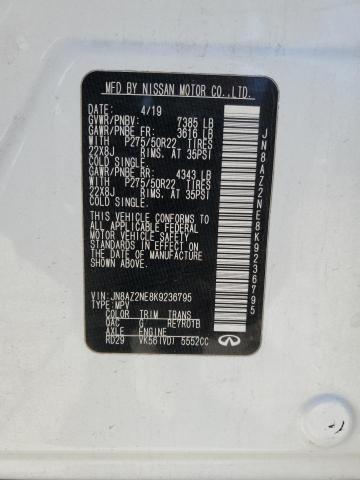 MFD BY NISSAN MOTOR CO.,LTD.
DATE: 4/19
GVWR/PNBV: 7385 LB
GAWR/PNBE FR: 3616 LB
WITH P275/50R22 TIRES
22X8J RIMS. AT 35PSI
COLD SINGLE.
GAWR/PNBE RR: 4343 LB
WITH P275/50R22 TIRES
22X8J RIMS. AT 35PSI
COLD SINGLE.
THIS VEHICLE CONFORMS TO
ALL APPLICABLE FEDERAL
MOTOR VEHICLE SAFETY
STANDARDS IN EFFECT ON
THE DATE OF MANUFACTURE
SHOWN ABOVE.
VIN: JN8AZ2NE8K9236795
TYPE: MPV
COLOR TRIM TRANS
QAC G RE7R01B
AXLE ENGINE
RD29 VK56(VD) 5552CC
INFINITI
JN8AZ2NE8K9236795